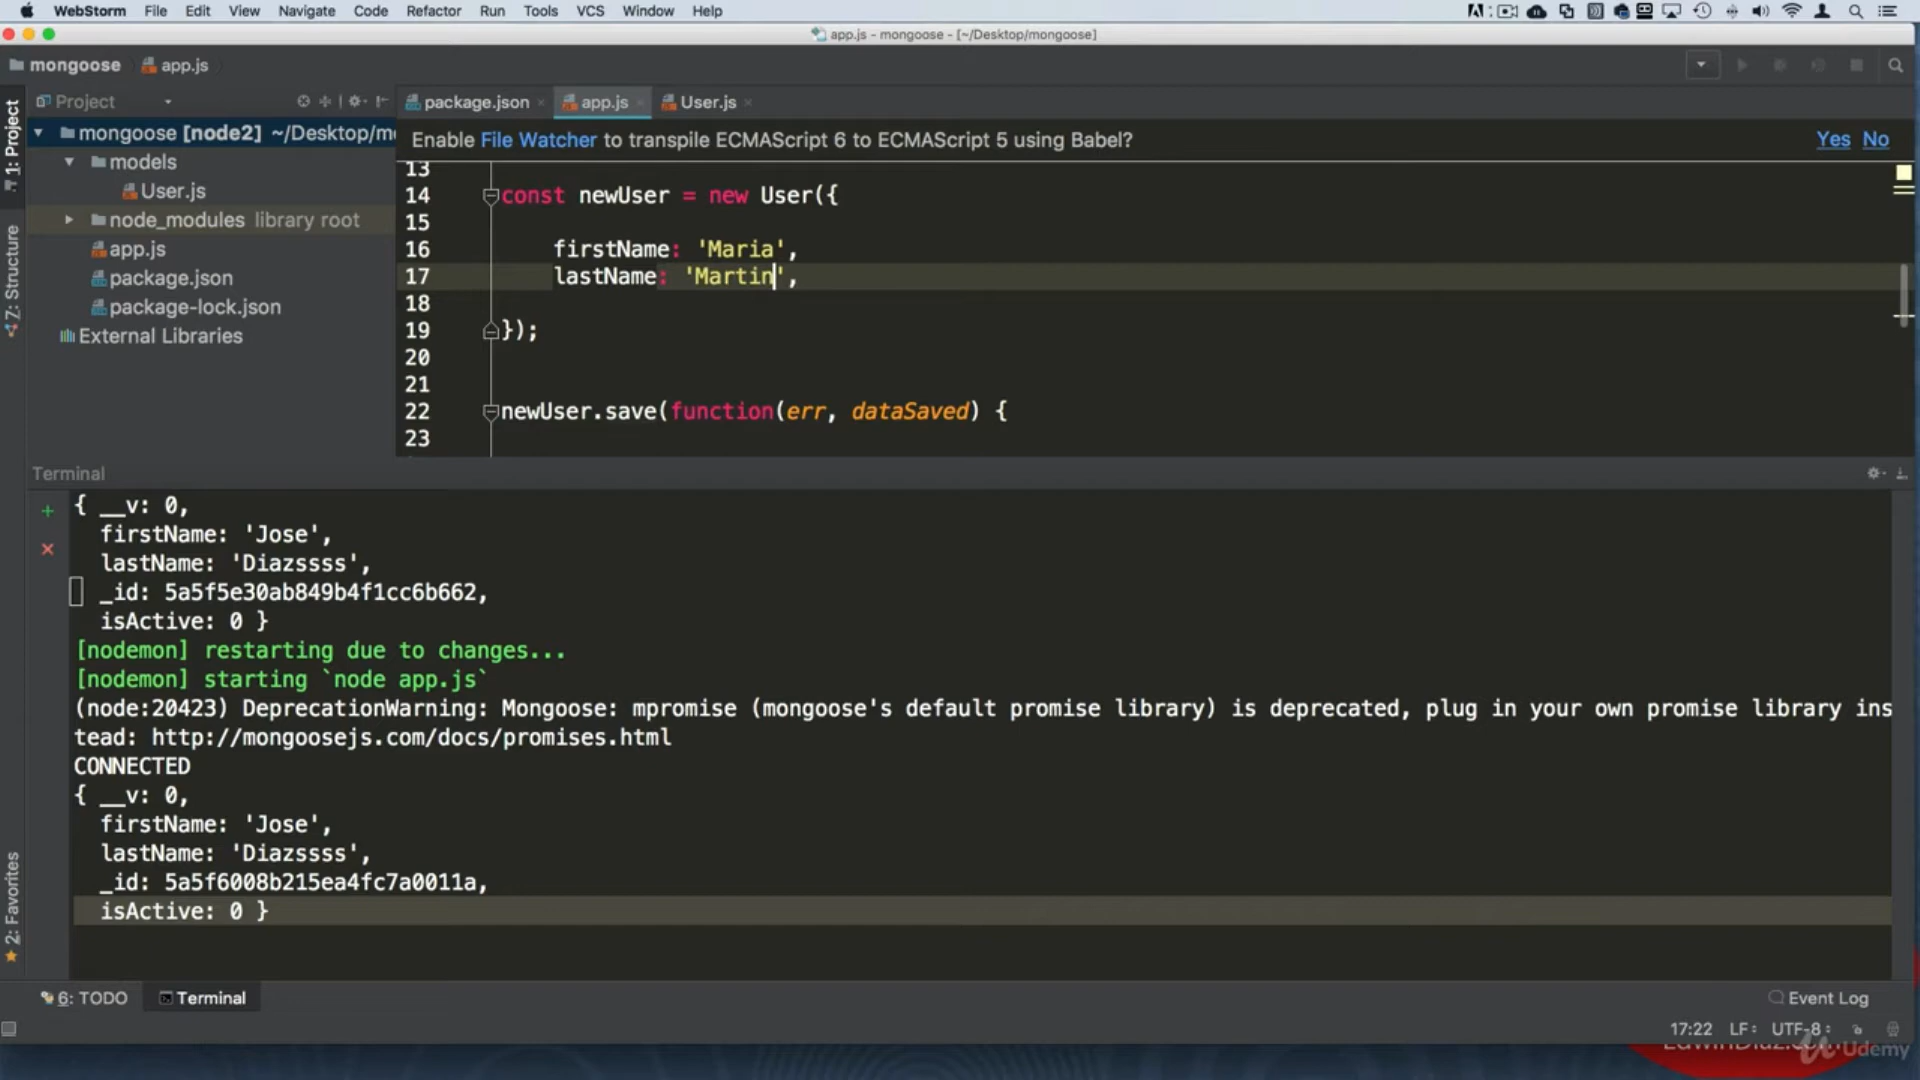 WebStorm File Edit View Navigate Code Refactor Run Tools VCS Window Help
app.js - mongoose - [~/Desktop/mongoose]
mongoose app.js
Project
package.json app.js User.js
1: Project
Z: Structure
2: Favorites
mongoose [node2] ~/Desktop/m
models
User.js
node_modules library root
app.js
package.json
package-lock.json
External Libraries
Enable File Watcher to transpile ECMAScript 6 to ECMAScript 5 using Babel? Yes No
13
14 const newUser = new User({
15
16 firstName: 'Maria',
17 lastName: 'Martin',
18
19 });
20
21
22 newUser.save(function(err, dataSaved) {
23
Terminal
{ __v: 0,
firstName: 'Jose',
lastName: 'Diazssss',
_id: 5a5f5e30ab849b4f1cc6b662,
isActive: 0 }
[nodemon] restarting due to changes...
[nodemon] starting `node app.js`
(node:20423) DeprecationWarning: Mongoose: mpromise (mongoose's default promise library) is deprecated, plug in your own promise library ins
tead: http://mongoosejs.com/docs/promises.html
CONNECTED
{ __v: 0,
firstName: 'Jose',
lastName: 'Diazssss',
_id: 5a5f6008b215ea4fc7a0011a,
isActive: 0 }
6: TODO Terminal Event Log
17:22 LF: UTF-8:
Udemy